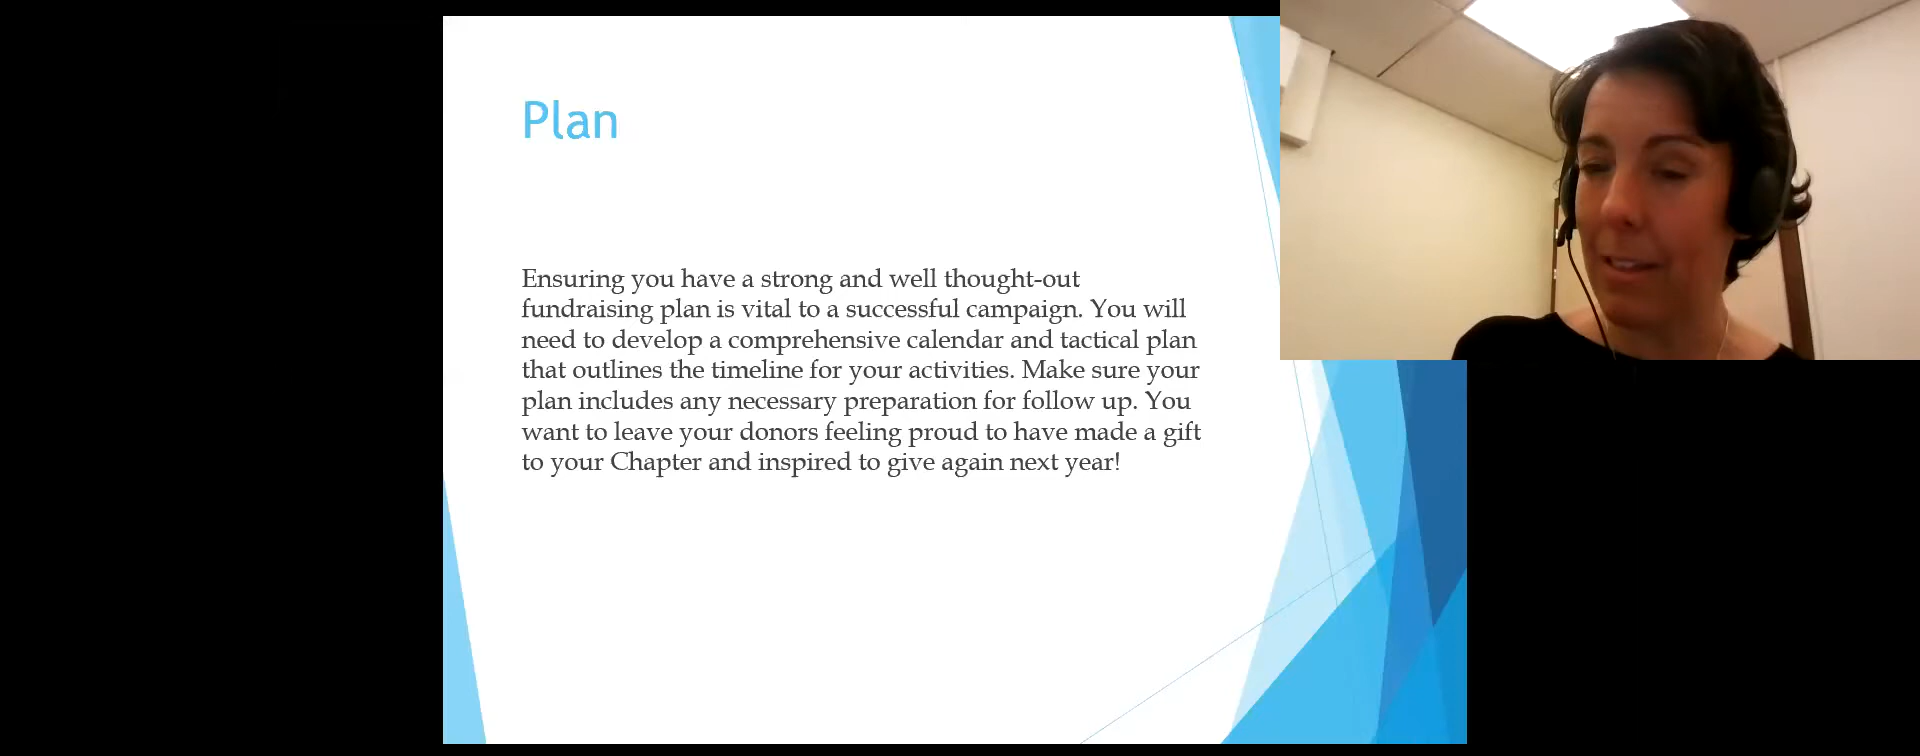 Plan
Ensuring you have a strong and well thought-out
fundraising plan is vital to a successful campaign. You will
need to develop a comprehensive calendar and tactical plan
that outlines the timeline for your activities. Make sure your
plan includes any necessary preparation for follow up. You
want to leave your donors feeling proud to have made a gift
to your Chapter and inspired to give again next year!